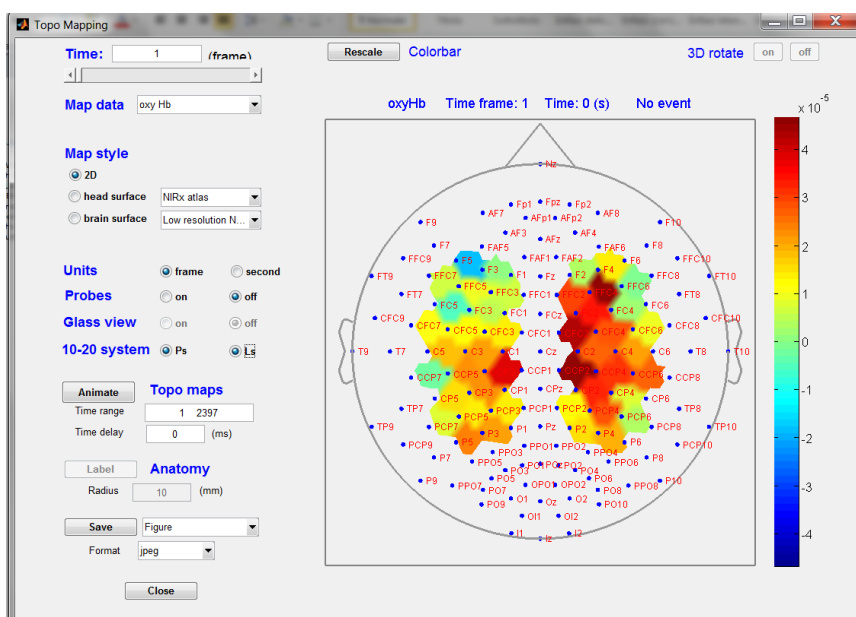 Topo Mapping
Time: 1 (frame)
Rescale Colorbar
3D rotate on off
Map data oxy Hb
oxyHb Time frame: 1 Time: 0 (s) No event
x 10^-5
Map style
2D
head surface NIRx atlas
brain surface Low resolution N...
Units frame second
Probes on off
Glass view on off
10-20 system Ps Ls
Animate Topo maps
Time range 1 2397
Time delay 0 (ms)
Label Anatomy
Radius 10 (mm)
Save Figure
Format jpeg
Close
Nz
Fp1 Fpz Fp2
AF7 AFp1 AFp2 AF8
F9 F10
AF3 AFz AF4
F7 FAF5 FAF6 F8
FFC9 F5 F3 F1 FAF1 FAF2 Fz F2 F4 F6 FFC10
FT9 FFC7 FFC8 FT10
FFC5 FFC3 FFC1 FFC2 FFC6
FT7 FC5 FC3 FC1 FCz FC4 FC6 FT8
CFC9 CFC7 CFC5 CFC3 CFC1 CFC4 CFC6 CFC8 CFC10
T9 T7 C5 C3 C1 Cz C2 C4 C6 T8 T10
CCP7 CCP5 CCP1 CCP4 CCP6 CCP8
CP5 CP3 CP1 CPz CP2 CP4 CP6
TP9 TP7 PCP7 PCP5 PCP3 PCP1 PCP2 PCP4 PCP6 TP8 TP10
PCP9 P5 P3 P1 Pz P2 P4 P6 PCP10
P7 PPO5 PPO3 PPO1 PPO2 PPO4 PPO6 P8
P9 PPO7 PO7 PO3 PO4 PO6 PO8 PPO8 P10
PO9 O1 OPO1 Oz OPO2 O2 PO10
OI1 OI2
I1 Iz I2
4
2
0
-2
-4